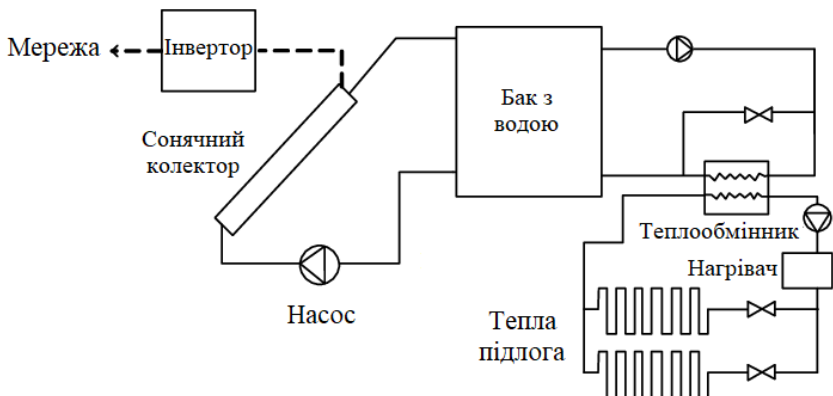 Мережа
Інвертор
Сонячний
колектор
Насос
Бак з
водою
Теплообмінник
Нагрівач
Тепла
підлога